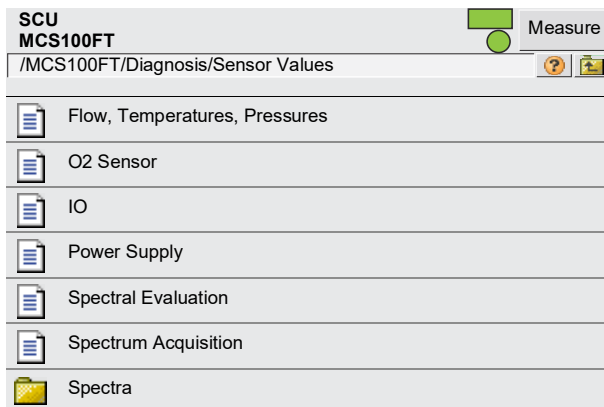 SCU
MCS100FT
Measure
/MCS100FT/Diagnosis/Sensor Values
Flow, Temperatures, Pressures
O2 Sensor
IO
Power Supply
Spectral Evaluation
Spectrum Acquisition
Spectra